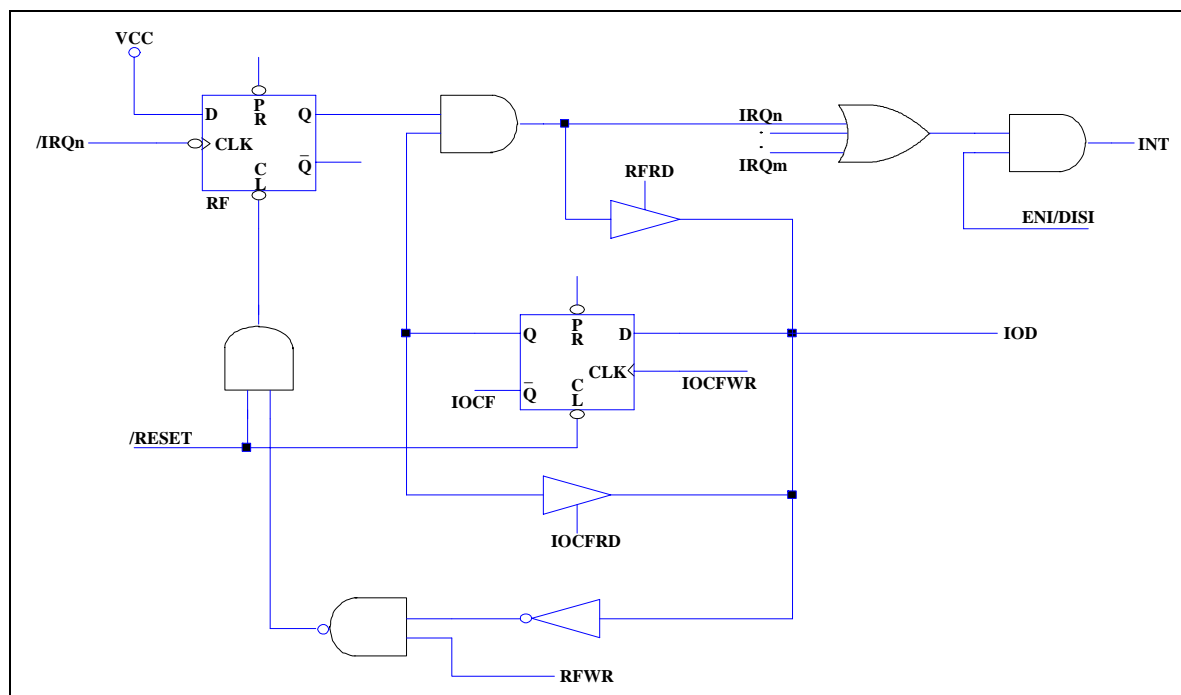 VCC
D
PR
Q
/IRQn
CLK
CL
Q̅
RF
IRQn
:
IRQm
INT
RFRD
ENI/DISI
Q
PR
D
IOD
CLK
IOCFWR
IOCF
Q̅
CL
/RESET
IOCFRD
RFWR